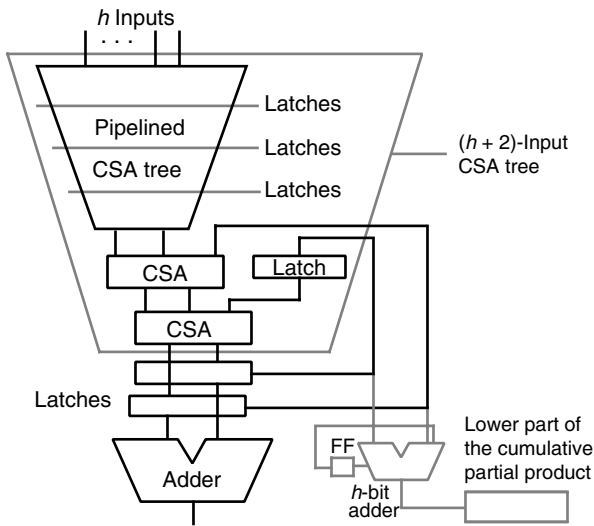 h Inputs
. . .
Latches
Pipelined
Latches
CSA tree
Latches
(h + 2)-Input
CSA tree
CSA
Latch
CSA
Latches
Adder
FF
h-bit
adder
Lower part of
the cumulative
partial product